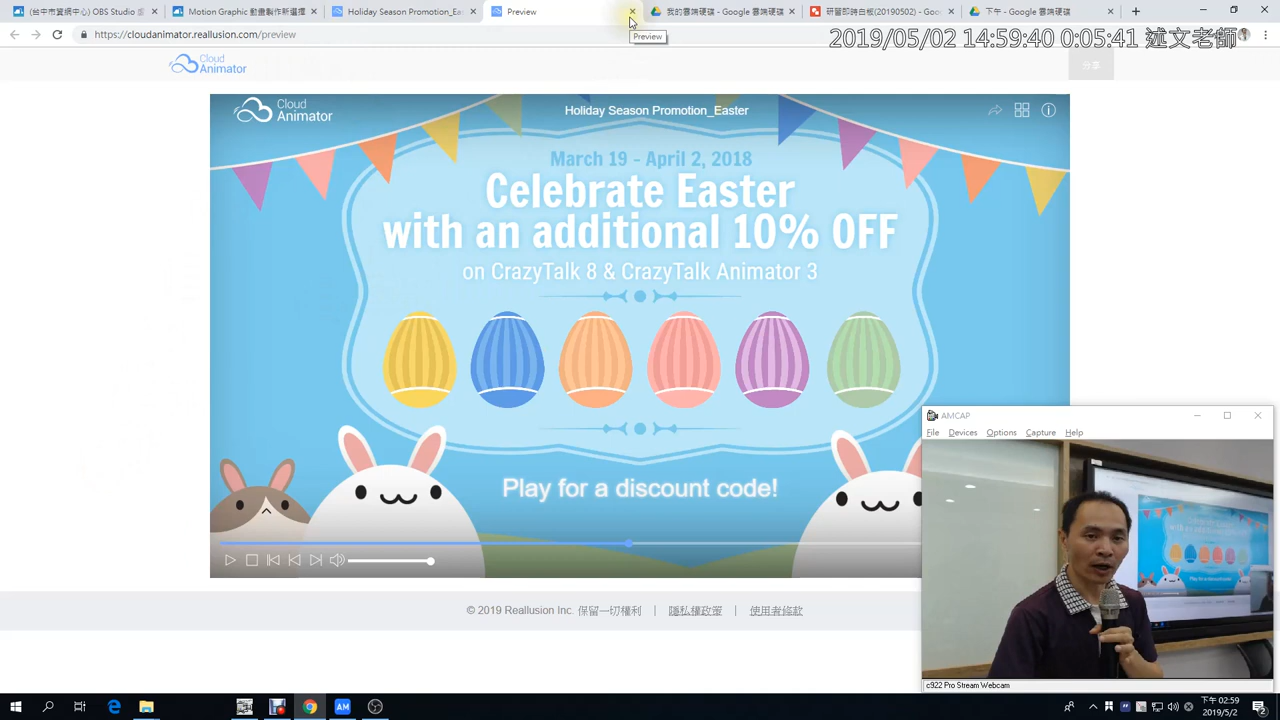 (台中市資網中心) OBS Studio 虛
Motion Graphic 動畫製作新選擇
Holiday Season Promotion_Easter
Preview
我的雲端硬碟 - Google 雲端硬碟
研習即時白板(20190502) - Goo
下午 - Google 雲端硬碟
https://cloudanimator.reallusion.com/preview
Preview
2019/05/02 14:59:40 0:05:41 述文老師
Cloud
Animator
分享
Cloud
Animator
Holiday Season Promotion_Easter
March 19 - April 2, 2018
Celebrate Easter
with an additional 10% OFF
on CrazyTalk 8 & CrazyTalk Animator 3
Play for a discount code!
AMCAP
File Devices Options Capture Help
c922 Pro Stream Webcam
© 2019 Reallusion Inc. 保留一切權利 | 隱私權政策 | 使用者條款
下午 02:59
2019/5/2